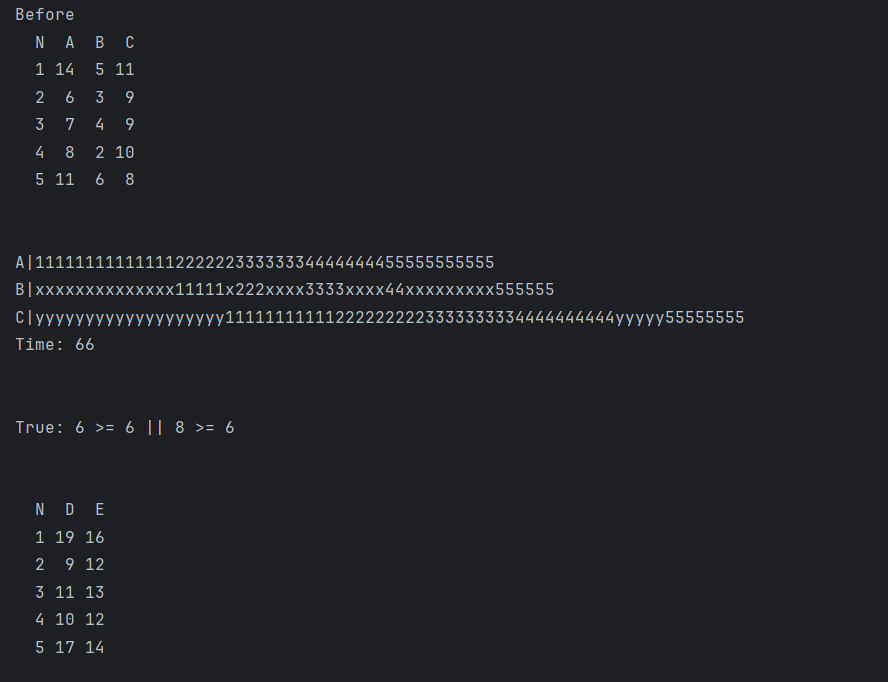 Before
  N  A  B  C
  1 14  5 11
  2  6  3  9
  3  7  4  9
  4  8  2 10
  5 11  6  8
A|1111111111111122222233333334444444455555555555
B|xxxxxxxxxxxxxx11111x222xxxx3333xxxx44xxxxxxxxx555555
C|yyyyyyyyyyyyyyyyyyy111111111112222222223333333334444444444yyyyy55555555
Time: 66
True: 6 >= 6 || 8 >= 6
  N  D  E
  1 19 16
  2  9 12
  3 11 13
  4 10 12
  5 17 14